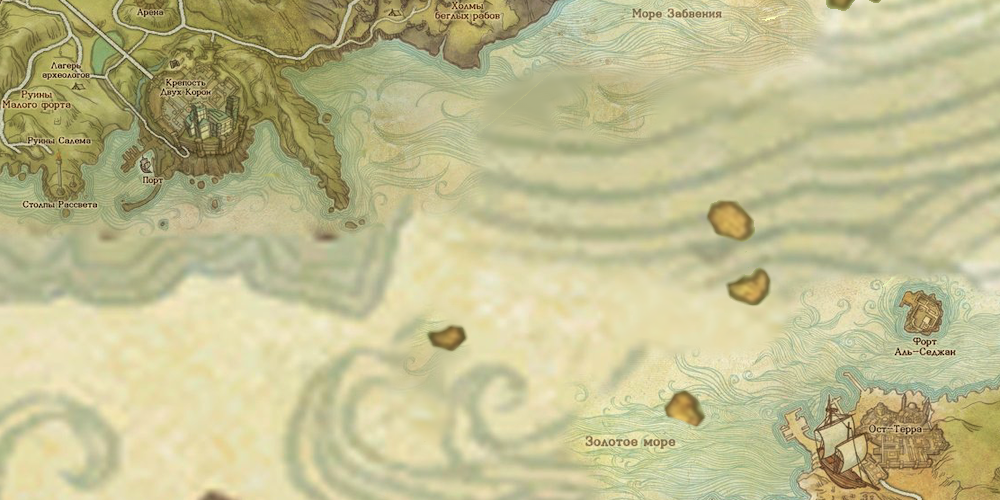 Арена
Холмы
беглых рабов
Море Забвения
Лагерь
археологов
Крепость
Двух Корон
Руины
Малого форта
Руины Салема
Порт
Столпы Рассвета
Форт
Аль-Седжан
Ост-Терра
Золотое море